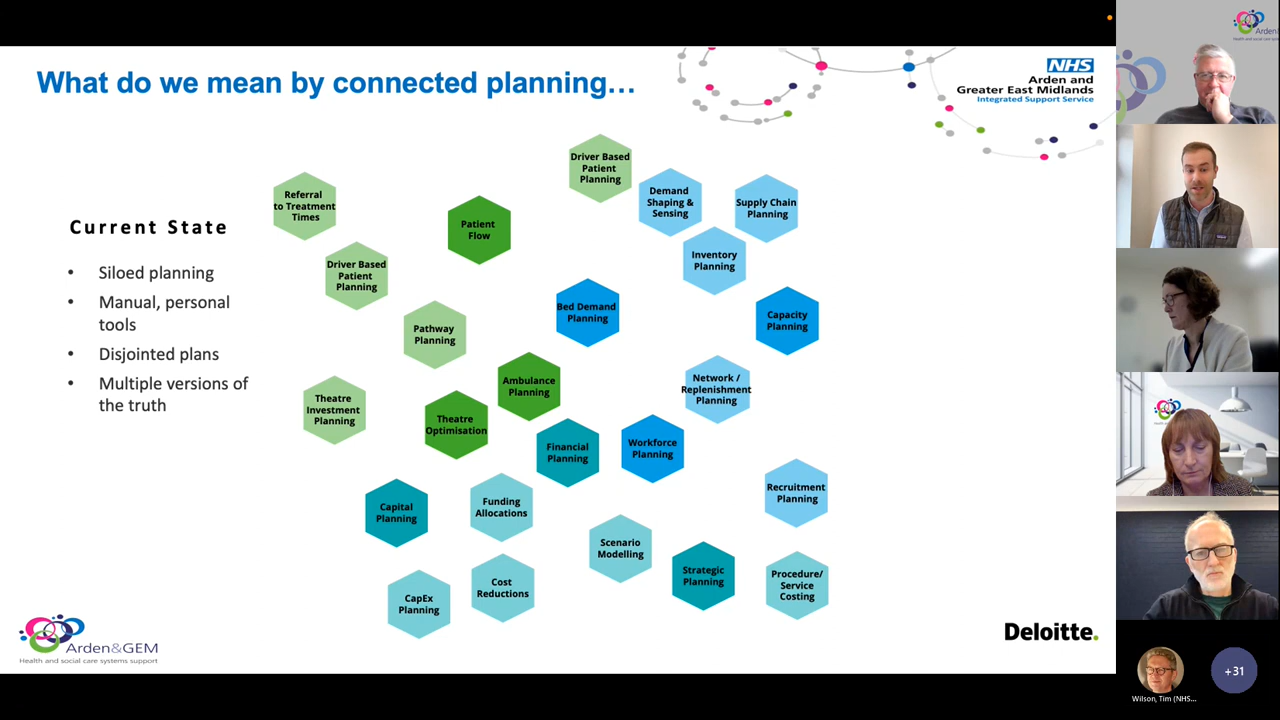 What do we mean by connected planning...
NHS
Arden and
Greater East Midlands
Integrated Support Service
Current State
• Siloed planning
• Manual, personal
tools
• Disjointed plans
• Multiple versions of
the truth
Referral
to Treatment
Times
Driver Based
Patient
Planning
Patient
Flow
Driver Based
Patient
Planning
Demand
Shaping &
Sensing
Supply Chain
Planning
Inventory
Planning
Pathway
Planning
Bed Demand
Planning
Capacity
Planning
Theatre
Investment
Planning
Ambulance
Planning
Theatre
Optimisation
Network /
Replenishment
Planning
Financial
Planning
Workforce
Planning
Capital
Planning
Funding
Allocations
Recruitment
Planning
Scenario
Modelling
Strategic
Planning
Procedure/
Service
Costing
CapEx
Planning
Cost
Reductions
Arden&GEM
Health and social care systems support
Deloitte.
Wilson, Tim (NHS...
+31